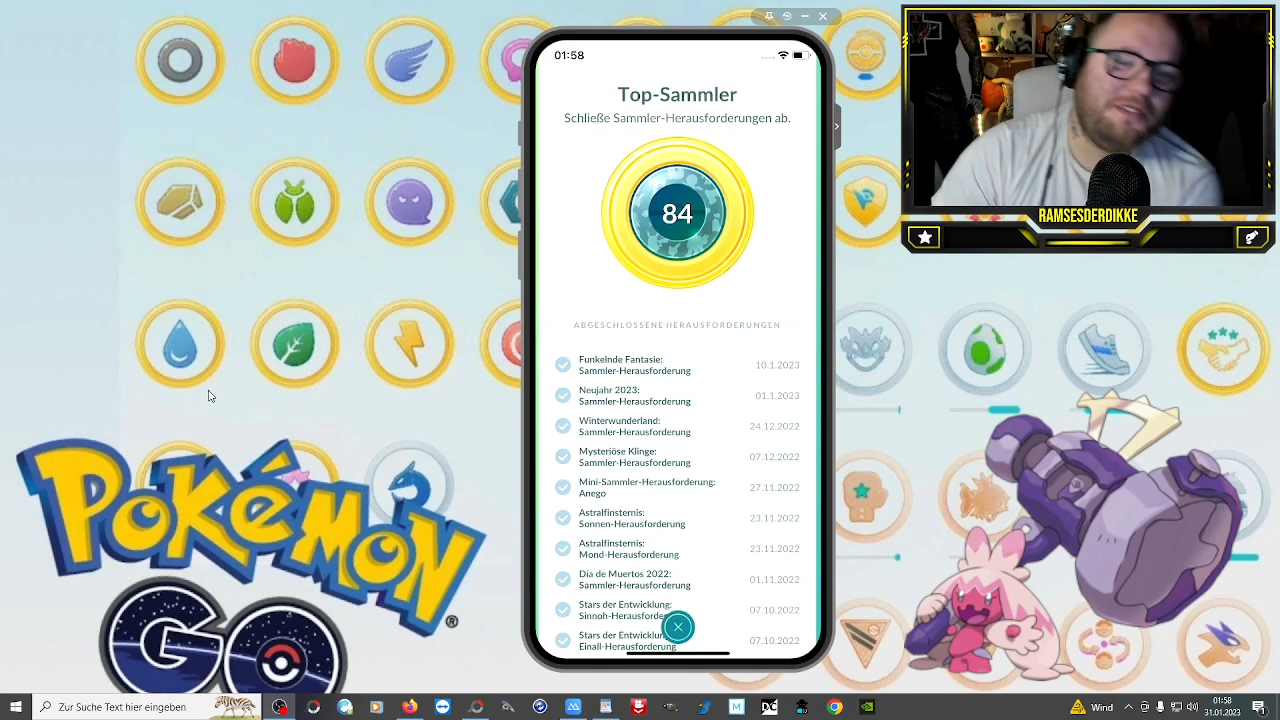 01:58
Top-Sammler
Schließe Sammler-Herausforderungen ab.
84
ABGESCHLOSSENE HERAUSFORDERUNGEN
Funkelnde Fantasie:
Sammler-Herausforderung
10.1.2023
Neujahr 2023:
Sammler-Herausforderung
01.1.2023
Winterwunderland:
Sammler-Herausforderung
24.12.2022
Mysteriöse Klinge:
Sammler-Herausforderung
07.12.2022
Mini-Sammler-Herausforderung:
Anego
27.11.2022
Astralfinsternis:
Sonnen-Herausforderung
23.11.2022
Astralfinsternis:
Mond-Herausforderung
23.11.2022
Día de Muertos 2022:
Sammler-Herausforderung
01.11.2022
Stars der Entwicklung:
Sinnoh-Herausforde
07.10.2022
Stars der Entwicklun
Einall-Herausforderung
07.10.2022
RAMSESDERDIKKE
POKÉMON®
GO
Zur Suche Text hier eingeben
M
DC
Wind
01:58
31.01.2023